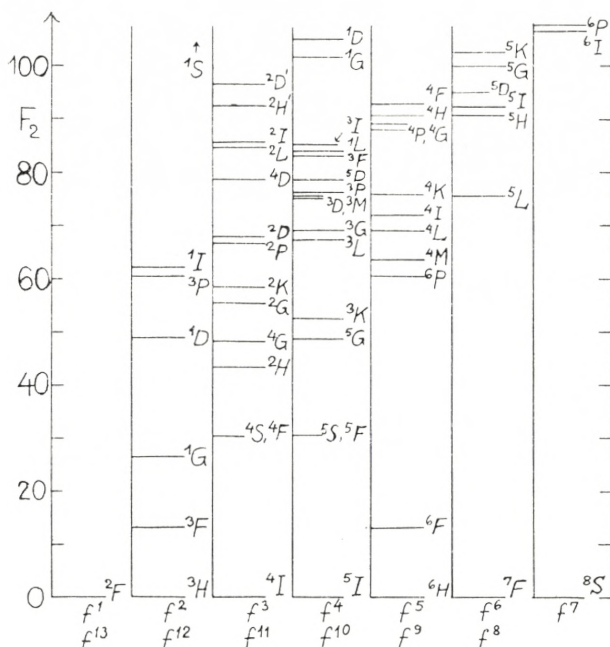 F₂
100
80
60
40
20
0
²F
f¹
f¹³
↑
¹S
¹I
³P
¹D
¹G
³F
³H
f²
f¹²
²D'
²H'
²I
²L
⁴D
²D
²P
²K
²G
⁴G
²H
⁴S, ⁴F
⁴I
f³
f¹¹
¹D
¹G
³I
¹L
³F
⁵D
³P
³D, ³M
³G
³L
³K
⁵G
⁵S, ⁵F
⁵I
f⁴
f¹⁰
⁴F
⁴H
⁴P, ⁴G
⁴K
⁴I
⁴L
⁴M
⁶P
⁶F
⁶H
f⁵
f⁹
⁵K
⁵G
⁵D
⁵I
⁵H
⁵L
⁷F
f⁶
f⁸
⁶P
⁶I
⁸S
f⁷